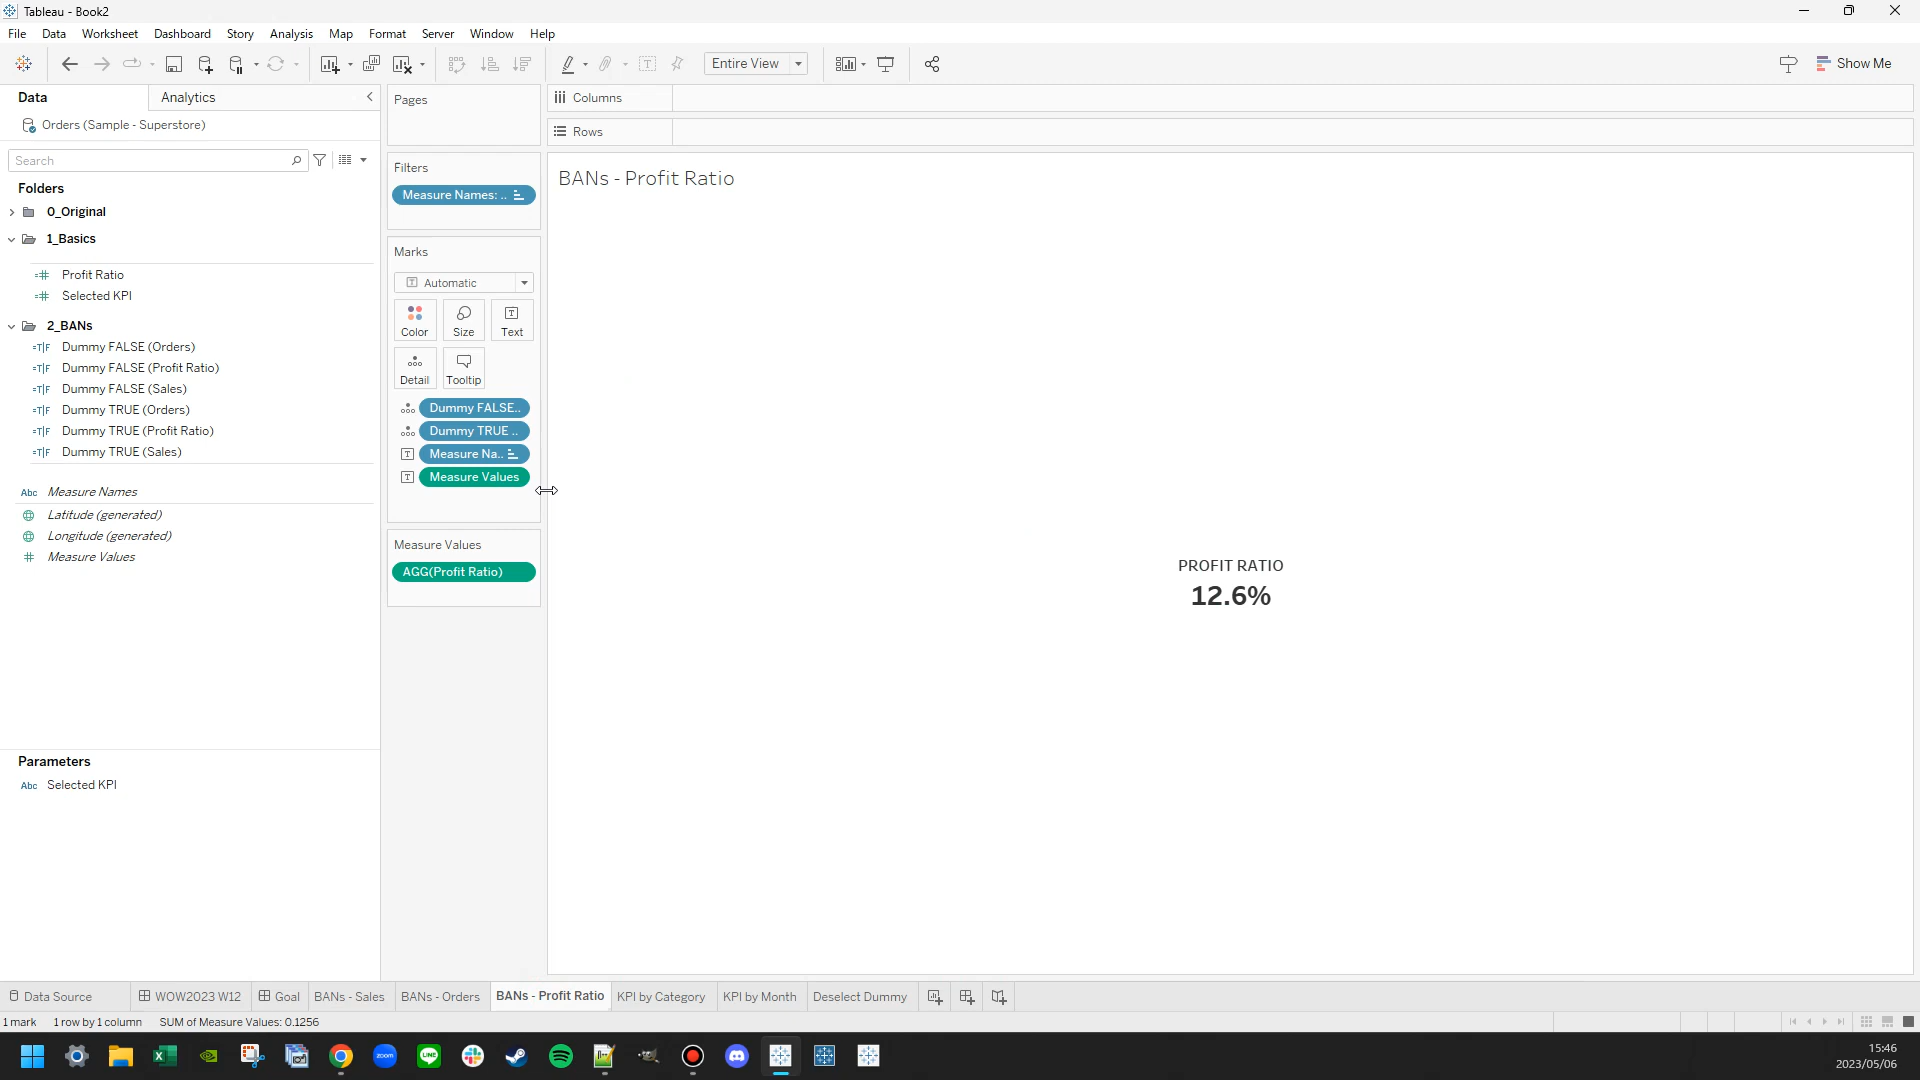 Tableau - Book2
File Data Worksheet Dashboard Story Analysis Map Format Server Window Help
Entire View
Show Me
Data Analytics
Orders (Sample - Superstore)
Search
Folders
0_Original
1_Basics
Profit Ratio
Selected KPI
2_BANs
Dummy FALSE (Orders)
Dummy FALSE (Profit Ratio)
Dummy FALSE (Sales)
Dummy TRUE (Orders)
Dummy TRUE (Profit Ratio)
Dummy TRUE (Sales)
Abc Measure Names
Latitude (generated)
Longitude (generated)
Measure Values
Parameters
Abc Selected KPI
Pages
Filters
Measure Names: ..
Marks
Automatic
Color Size Text
Detail Tooltip
Dummy FALSE..
Dummy TRUE ..
Measure Na..
Measure Values
Measure Values
AGG(Profit Ratio)
Columns
Rows
BANs - Profit Ratio
PROFIT RATIO
12.6%
Data Source WOW2023 W12 Goal BANs - Sales BANs - Orders BANs - Profit Ratio KPI by Category KPI by Month Deselect Dummy
1 mark 1 row by 1 column SUM of Measure Values: 0.1256
zoom
LINE
15:46
2023/05/06